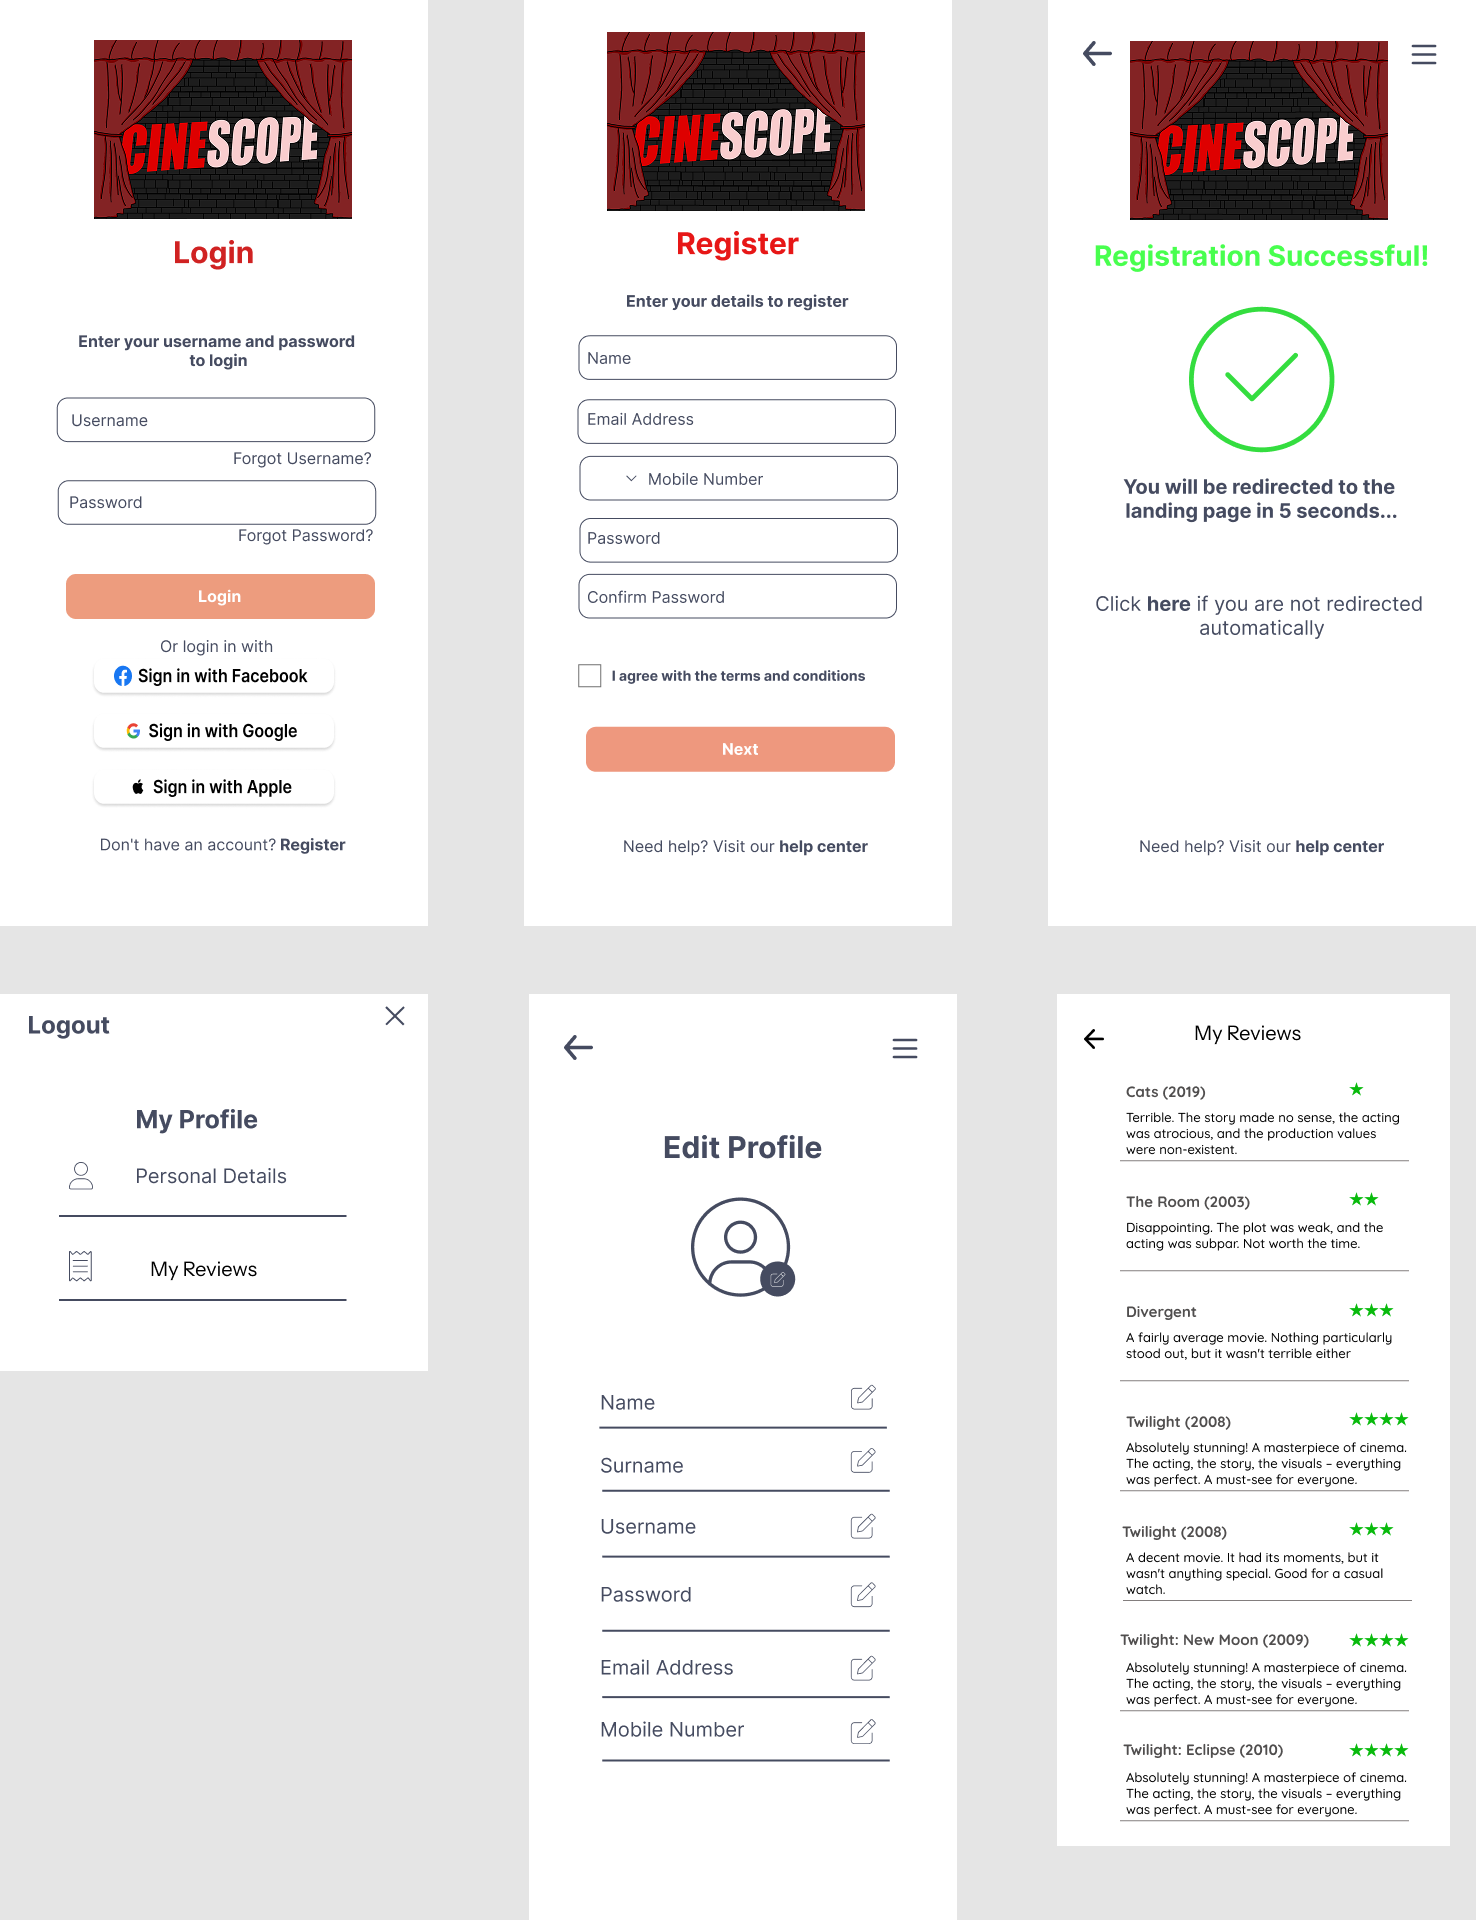 CINESCOPE
Login
Enter your username and password
to login
Username
Forgot Username?
Password
Forgot Password?
Login
Or login in with
Sign in with Facebook
Sign in with Google
Sign in with Apple
Don't have an account? Register
CINESCOPE
Register
Enter your details to register
Name
Email Address
Mobile Number
Password
Confirm Password
I agree with the terms and conditions
Next
Need help? Visit our help center
CINESCOPE
Registration Successful!
You will be redirected to the
landing page in 5 seconds...
Click here if you are not redirected
automatically
Need help? Visit our help center
Logout
My Profile
Personal Details
My Reviews
Edit Profile
Name
Surname
Username
Password
Email Address
Mobile Number
My Reviews
Cats (2019)
Terrible. The story made no sense, the acting
was atrocious, and the production values
were non-existent.
The Room (2003)
Disappointing. The plot was weak, and the
acting was subpar. Not worth the time.
Divergent
A fairly average movie. Nothing particularly
stood out, but it wasn't terrible either
Twilight (2008)
Absolutely stunning! A masterpiece of cinema.
The acting, the story, the visuals – everything
was perfect. A must-see for everyone.
Twilight (2008)
A decent movie. It had its moments, but it
wasn't anything special. Good for a casual
watch.
Twilight: New Moon (2009)
Absolutely stunning! A masterpiece of cinema.
The acting, the story, the visuals – everything
was perfect. A must-see for everyone.
Twilight: Eclipse (2010)
Absolutely stunning! A masterpiece of cinema.
The acting, the story, the visuals – everything
was perfect. A must-see for everyone.